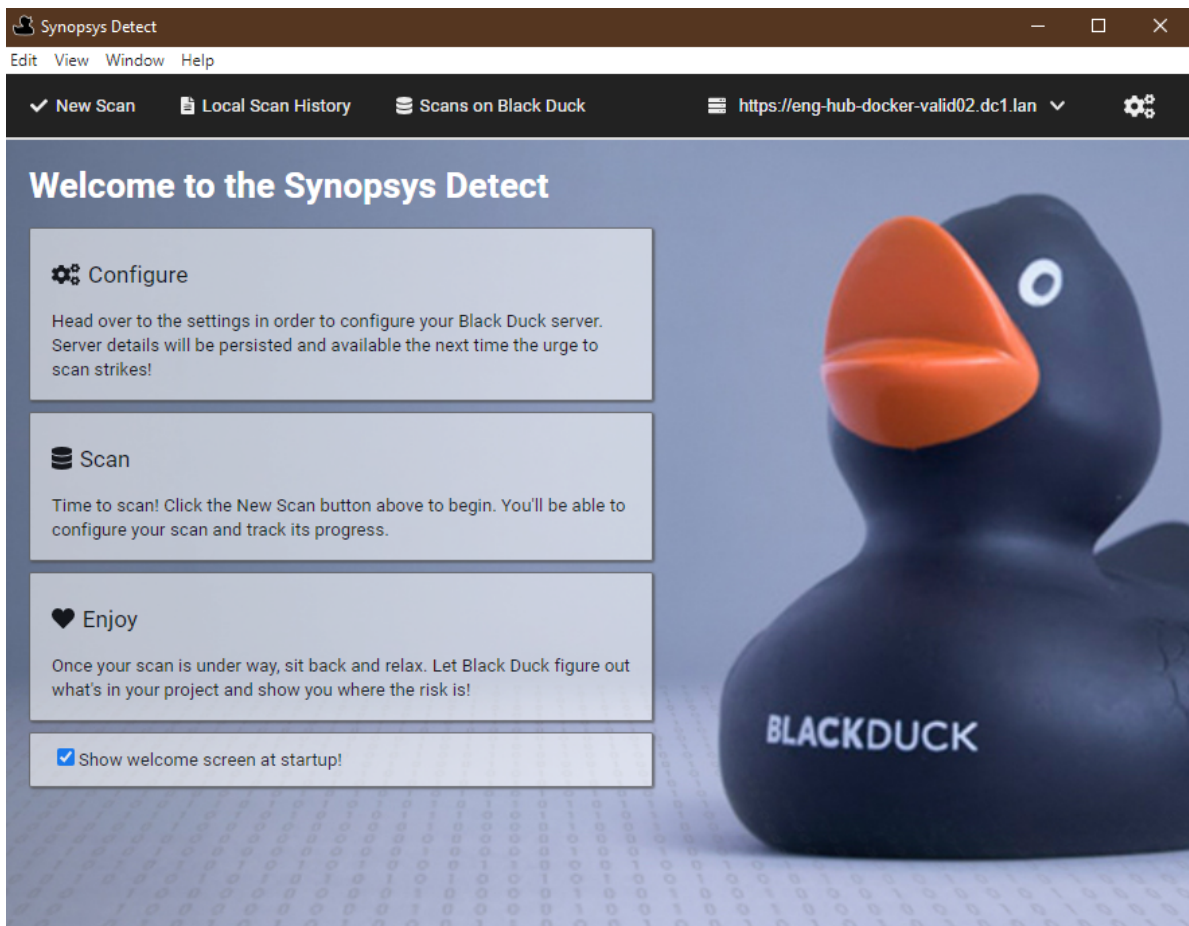 Synopsys Detect
Edit View Window Help
New Scan Local Scan History Scans on Black Duck https://eng-hub-docker-valid02.dc1.lan
Welcome to the Synopsys Detect
Configure
Head over to the settings in order to configure your Black Duck server.
Server details will be persisted and available the next time the urge to
scan strikes!
Scan
Time to scan! Click the New Scan button above to begin. You'll be able to
configure your scan and track its progress.
Enjoy
Once your scan is under way, sit back and relax. Let Black Duck figure out
what's in your project and show you where the risk is!
Show welcome screen at startup!
BLACKDUCK